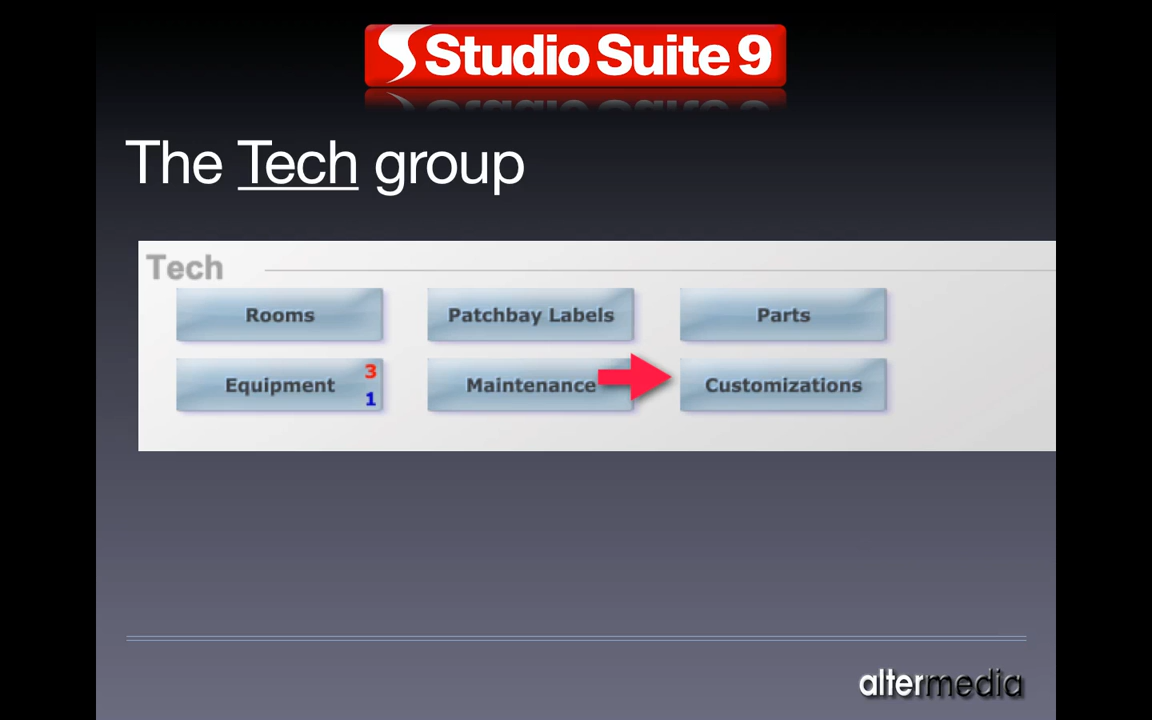 Studio Suite 9
The Tech group
Tech
Rooms
Patchbay Labels
Parts
Equipment
3
1
Maintenance
Customizations
altermedia